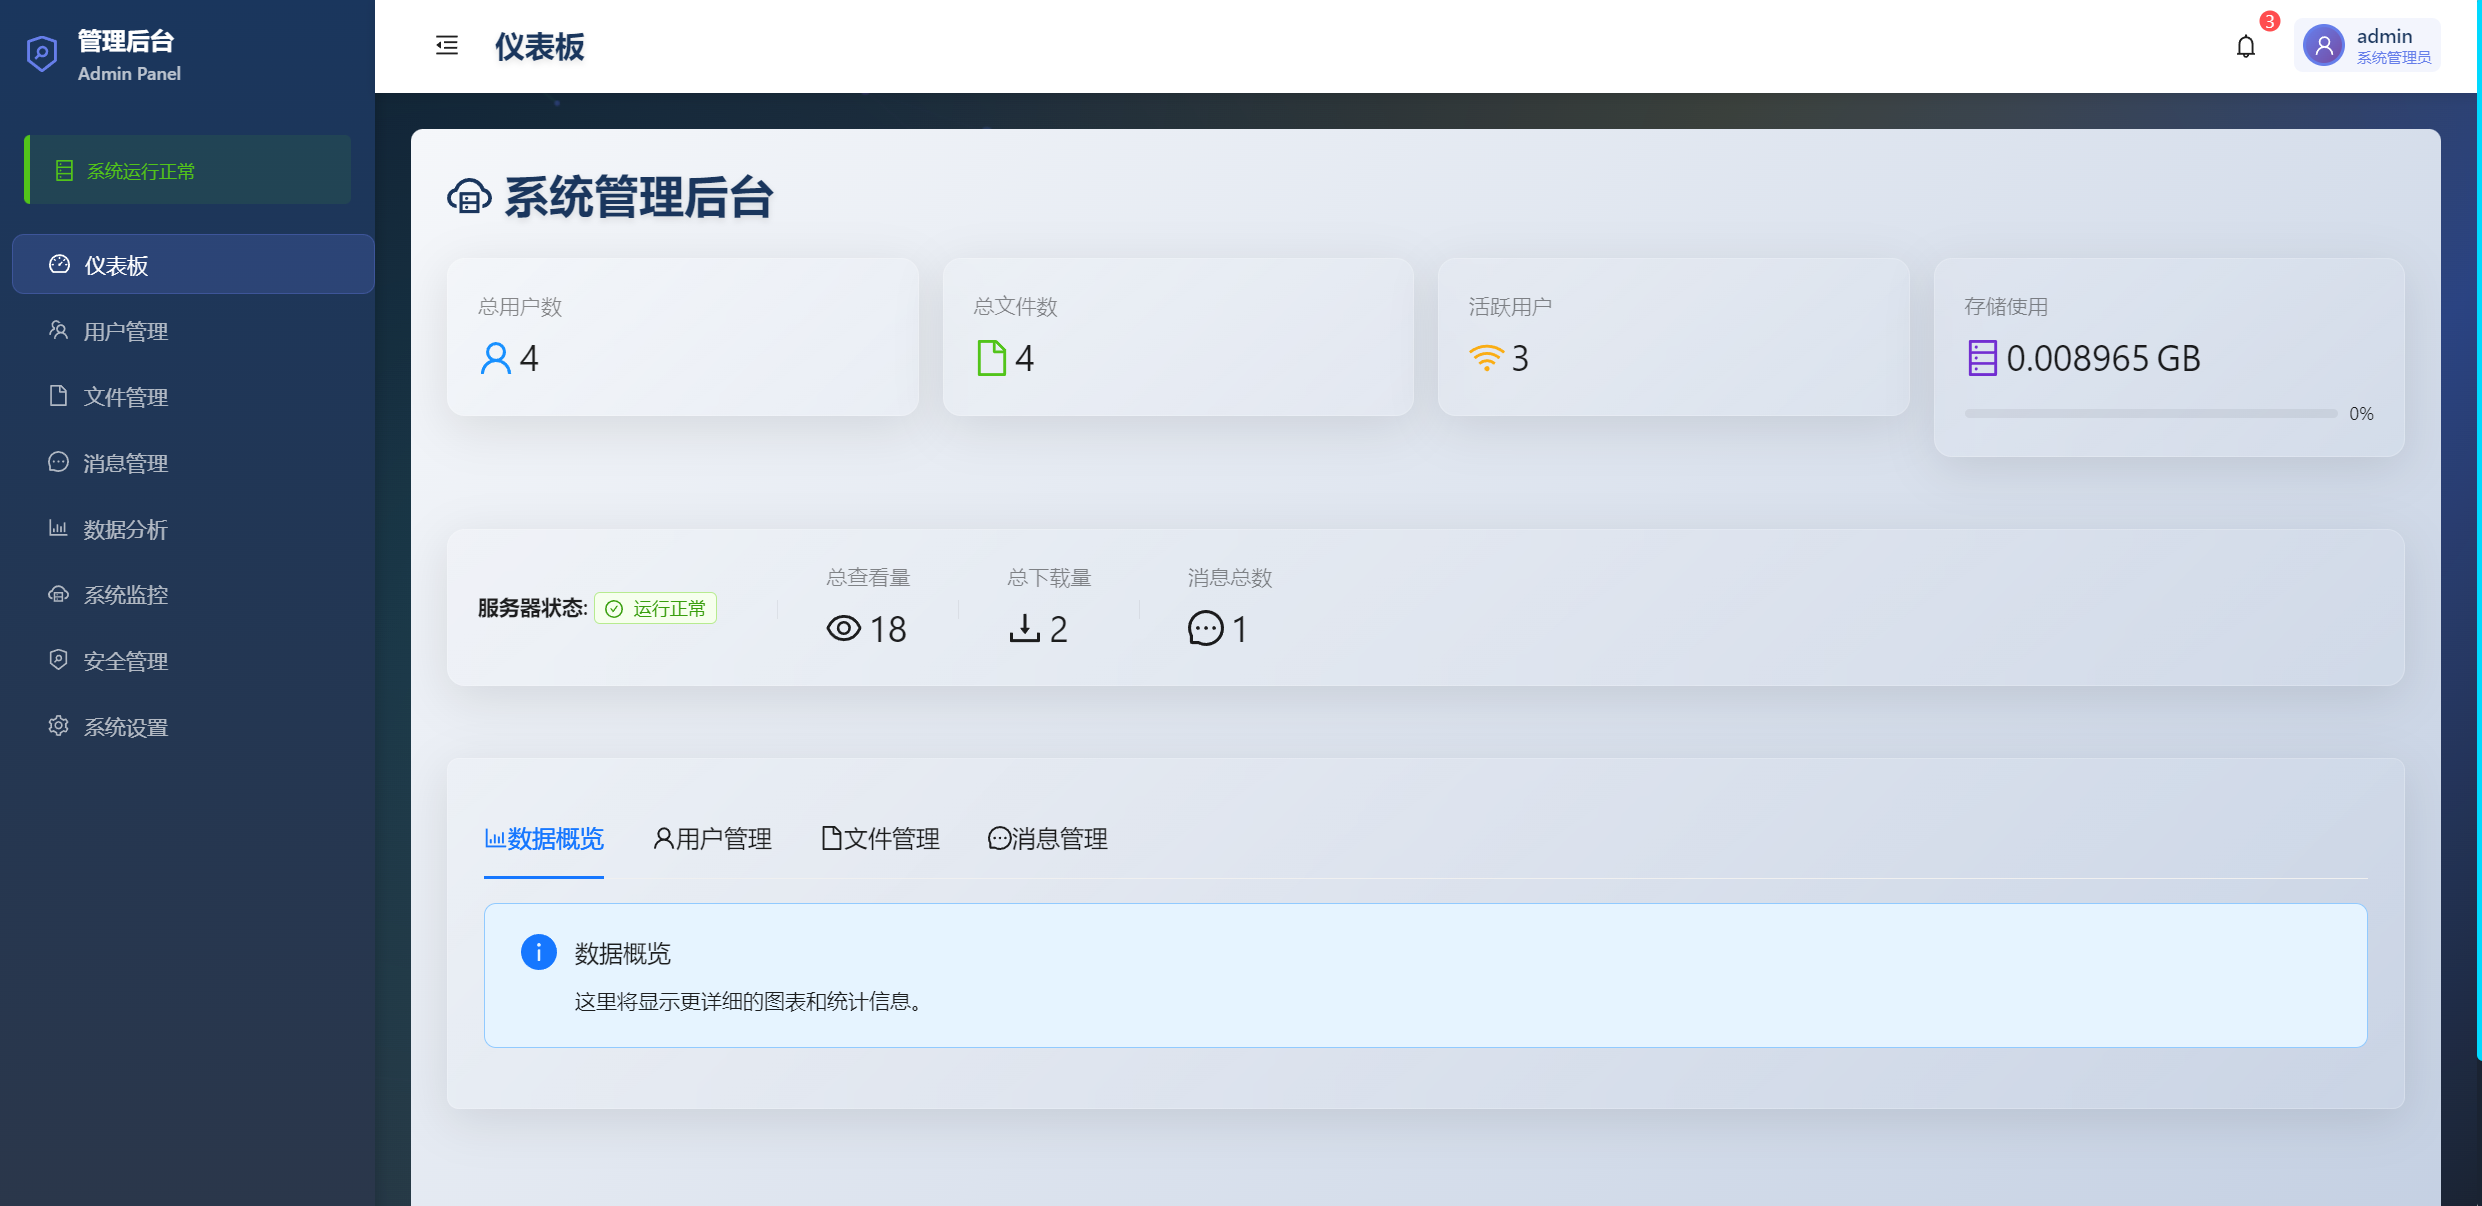 管理后台
Admin Panel
系统运行正常
仪表板
用户管理
文件管理
消息管理
数据分析
系统监控
安全管理
系统设置
仪表板
3
admin
系统管理员
系统管理后台
总用户数
4
总文件数
4
活跃用户
3
存储使用
0.008965 GB
0%
服务器状态: 运行正常
总查看量
18
总下载量
2
消息总数
1
数据概览 用户管理 文件管理 消息管理
数据概览
这里将显示更详细的图表和统计信息。